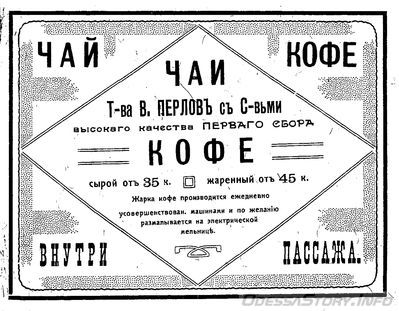 ЧАЙ КОФЕ
ЧАИ
Т-ва В. ПЕРЛОВЪ съ С-вьми
высокаго качества ПЕРВАГО СБОРА
КОФЕ
сырой отъ 35 к. жаренный отъ 45 к.
Жарка кофе производится ежедневно
усовершенствован. машинами и по желанію
размалывается на электрической
мельницѣ.
ВНУТРИ ПАССАЖА.
OdessaStory.info